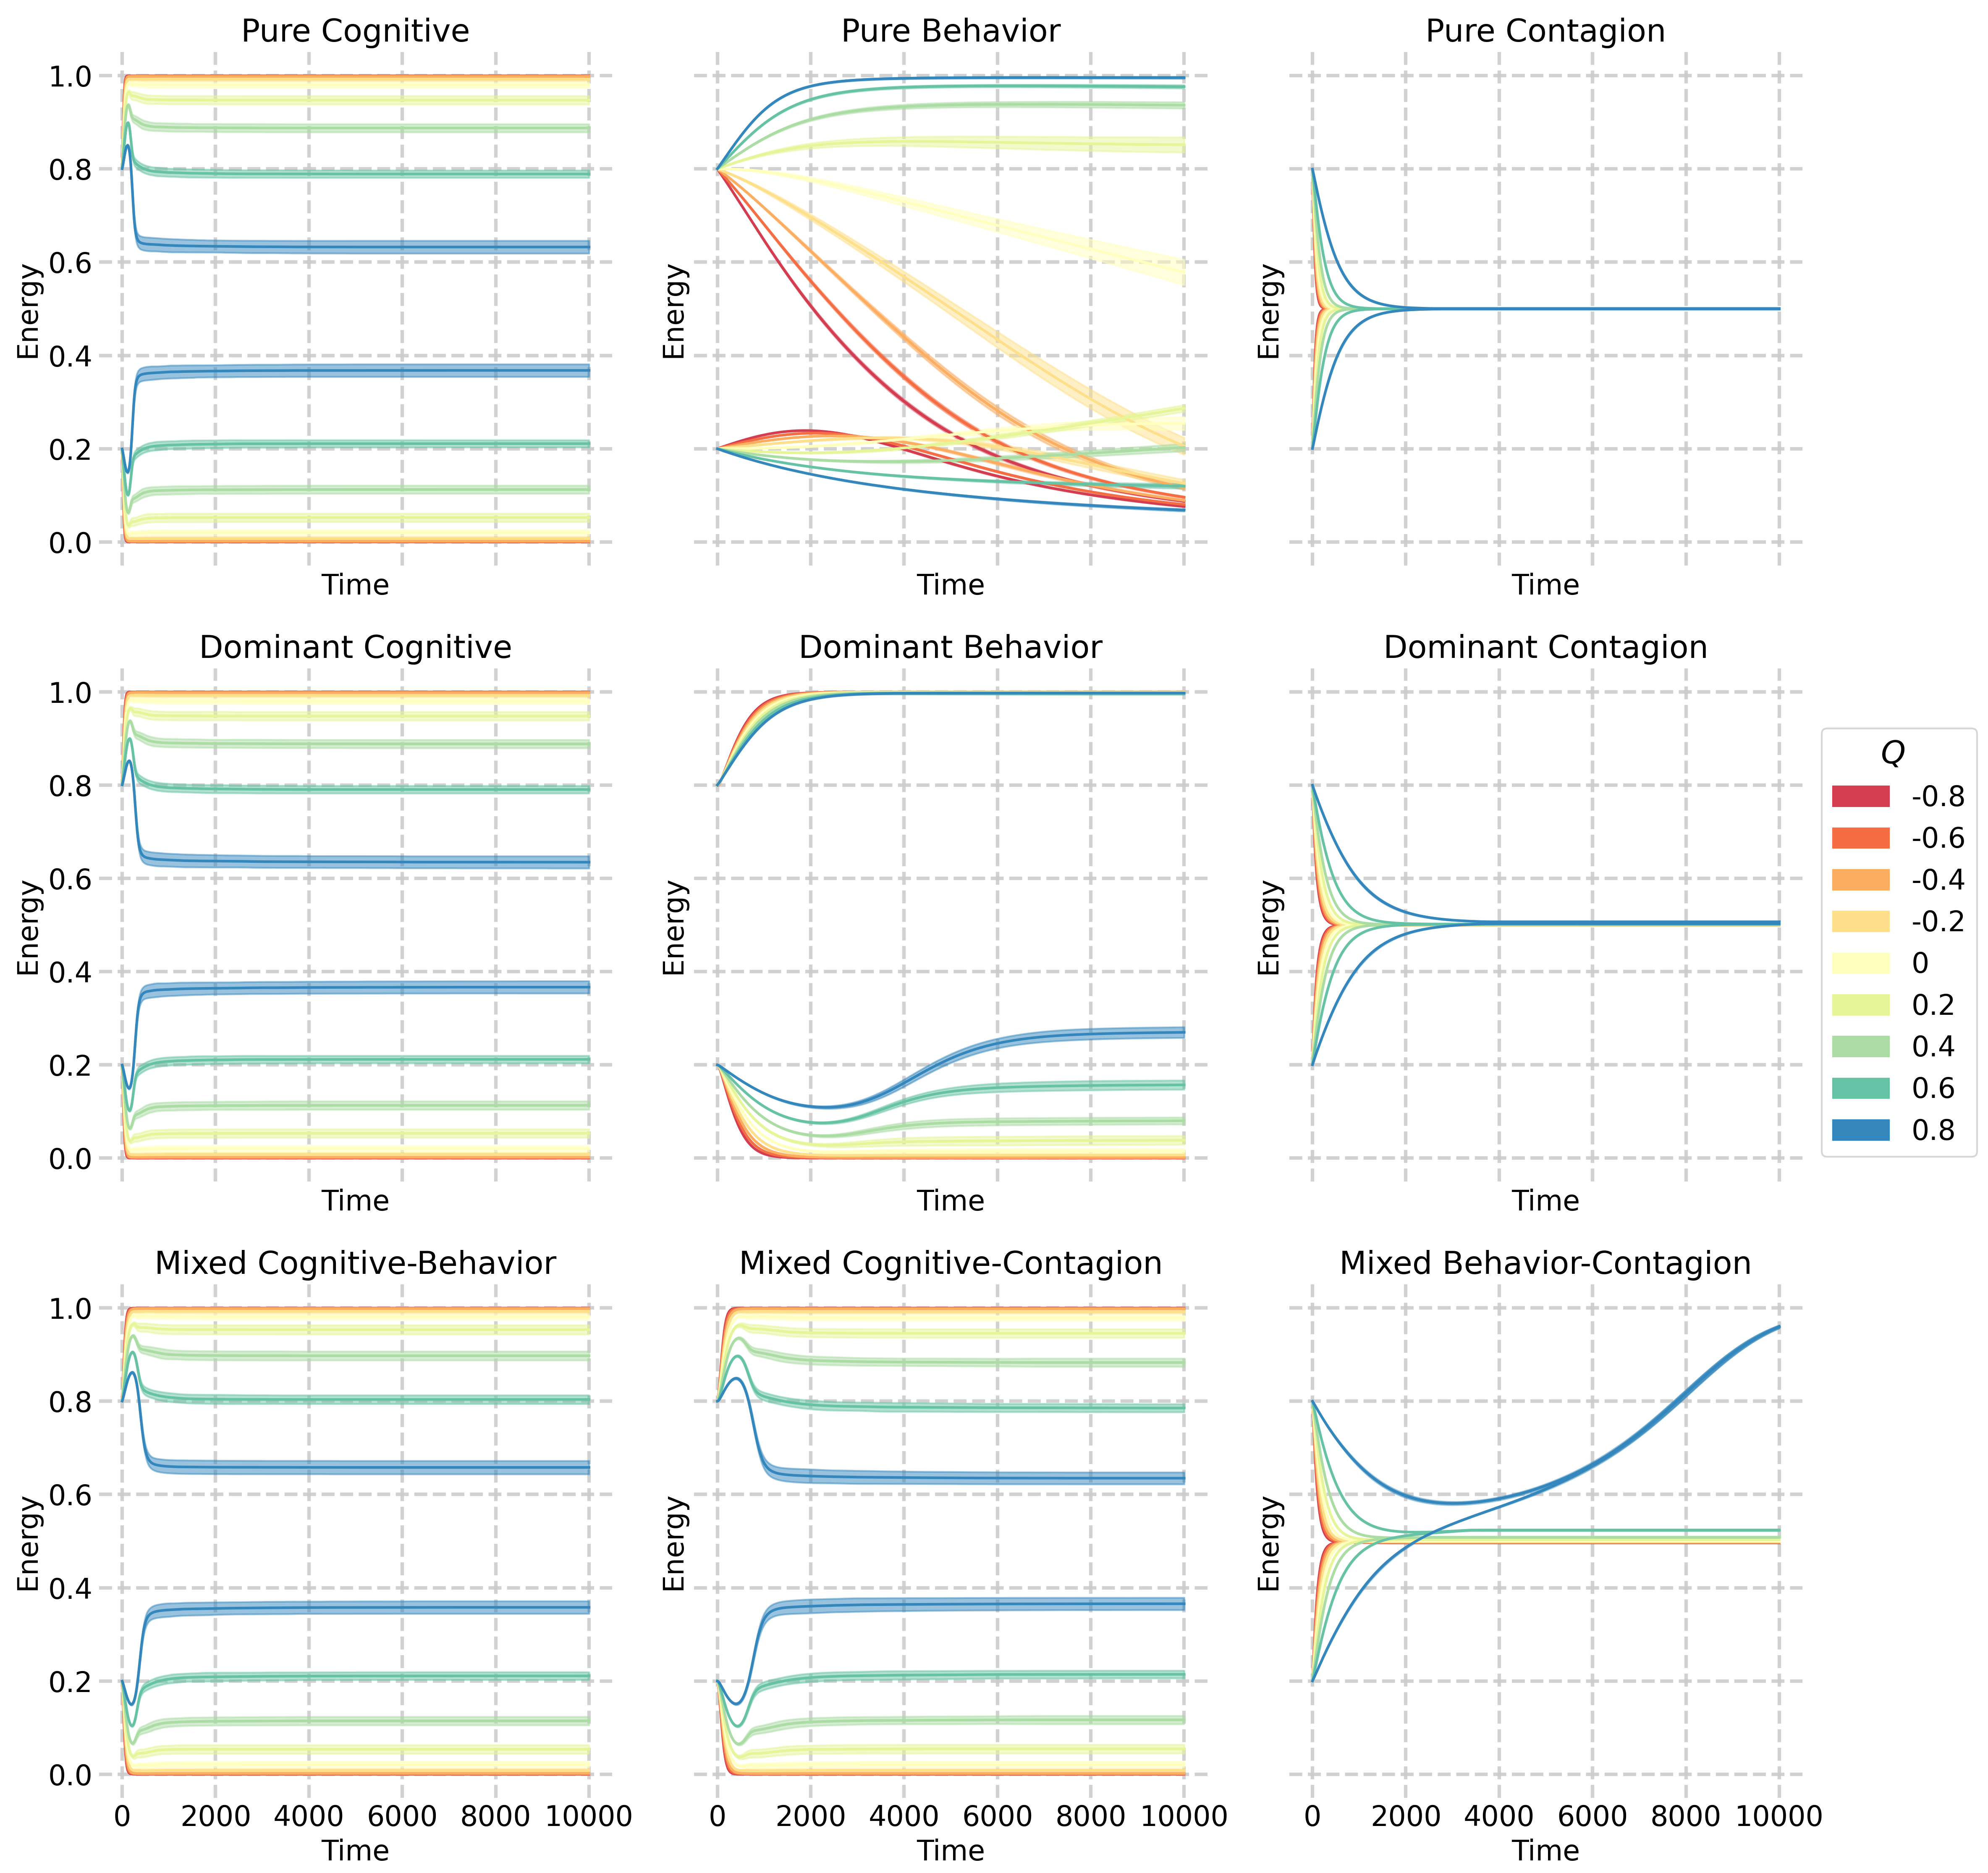 Pure Cognitive
Pure Behavior
Pure Contagion
1.0
0.8
0.6
0.4
0.2
0.0
Energy
Energy
Energy
Time
Time
Time
Dominant Cognitive
Dominant Behavior
Dominant Contagion
1.0
0.8
0.6
0.4
0.2
0.0
Energy
Energy
Energy
Time
Time
Time
Q
-0.8
-0.6
-0.4
-0.2
0
0.2
0.4
0.6
0.8
Mixed Cognitive-Behavior
Mixed Cognitive-Contagion
Mixed Behavior-Contagion
1.0
0.8
0.6
0.4
0.2
0.0
Energy
Energy
Energy
0 2000 4000 6000 8000 10000
0 2000 4000 6000 8000 10000
0 2000 4000 6000 8000 10000
Time
Time
Time